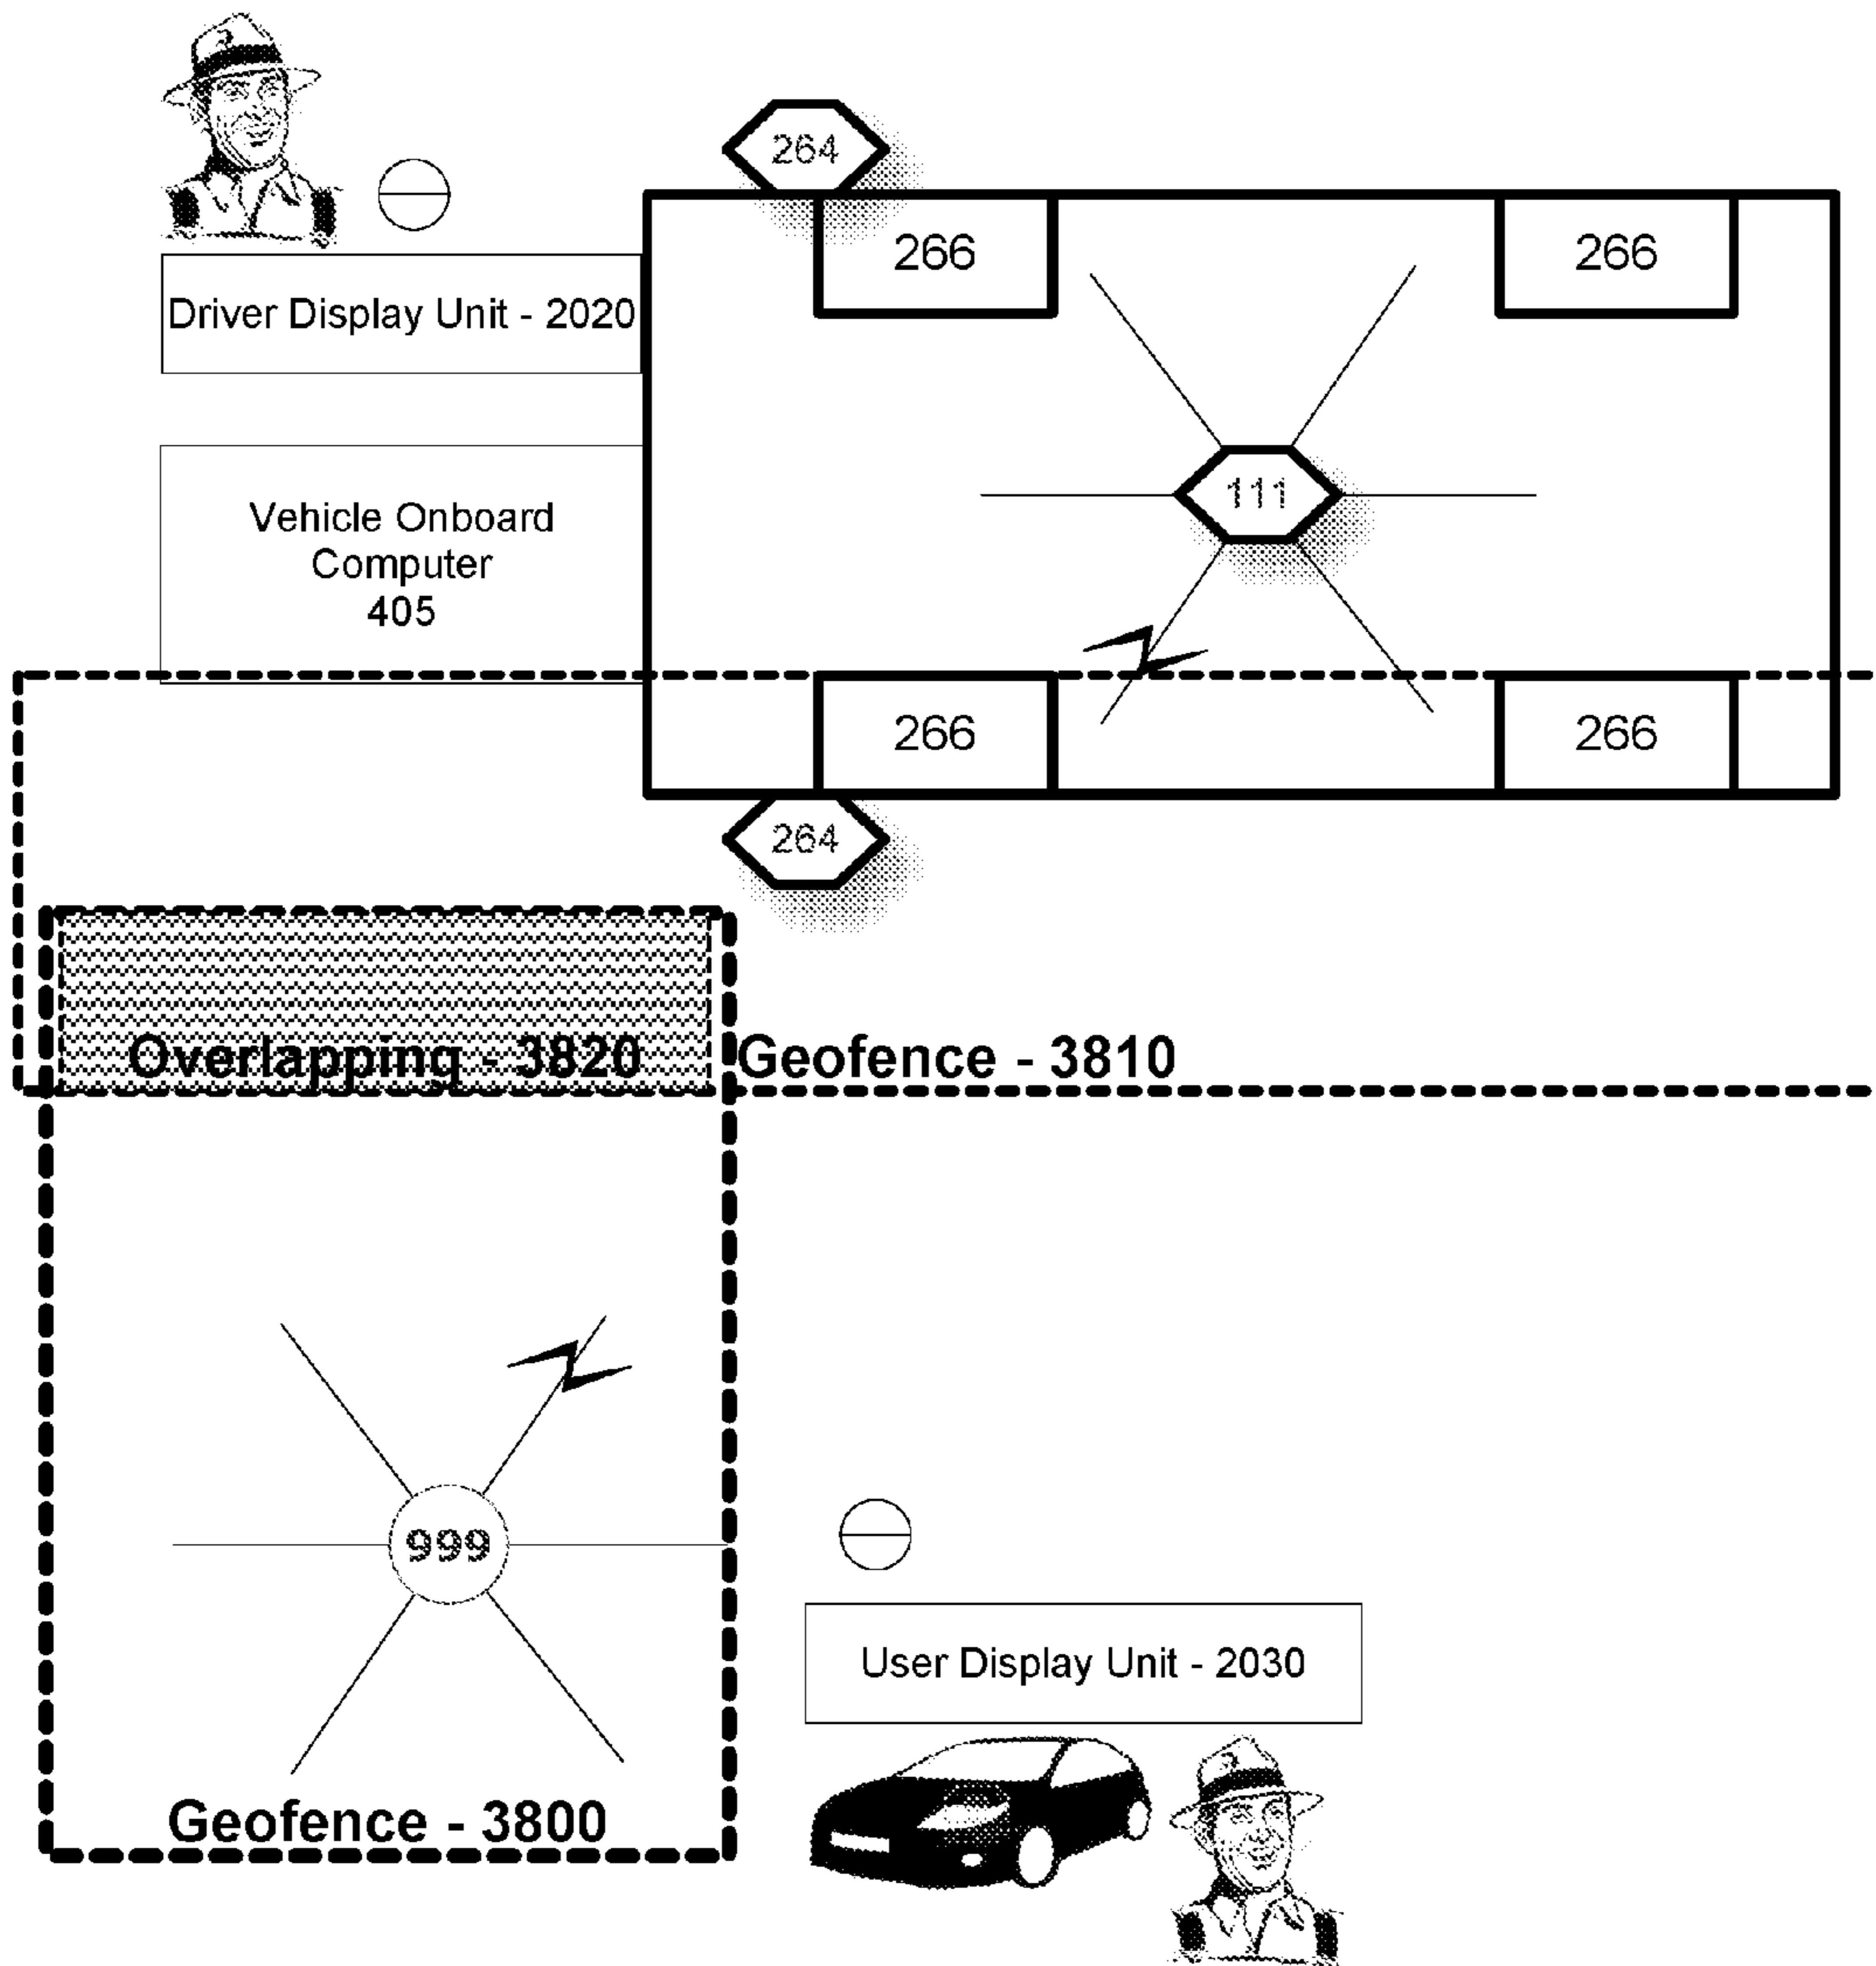 264
266
266
Driver Display Unit - 2020
111
Vehicle Onboard
Computer
405
266
266
264
Overlapping - 3820
Geofence - 3810
999
User Display Unit - 2030
Geofence - 3800